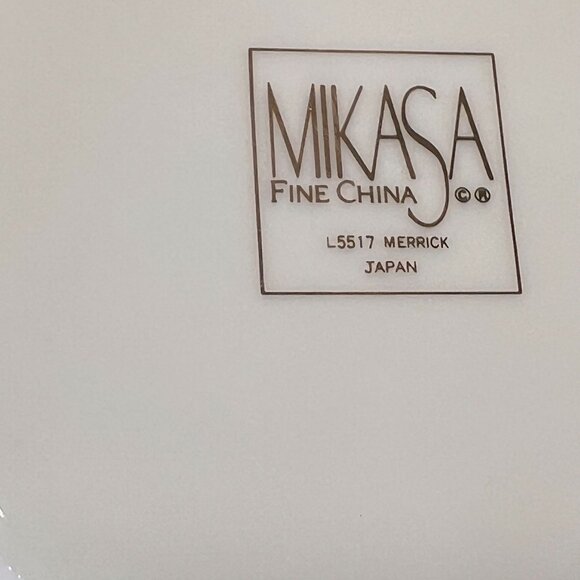 MIKASA
FINE CHINA ©®
L5517 MERRICK
JAPAN